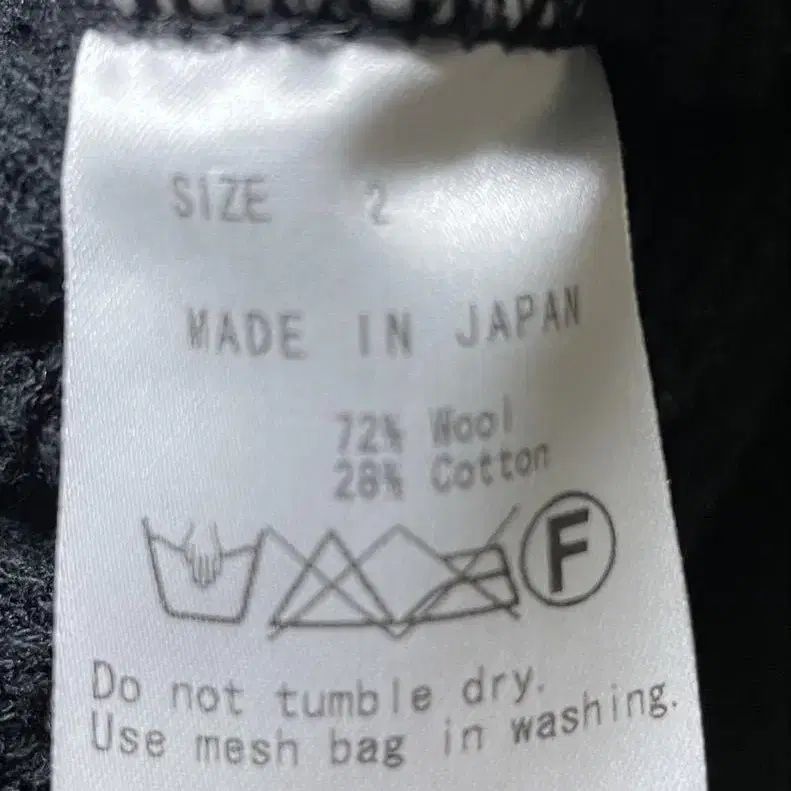 SIZE 2
MADE IN JAPAN
72% Wool
28% Cotton
F
Do not tumble dry.
Use mesh bag in washing.